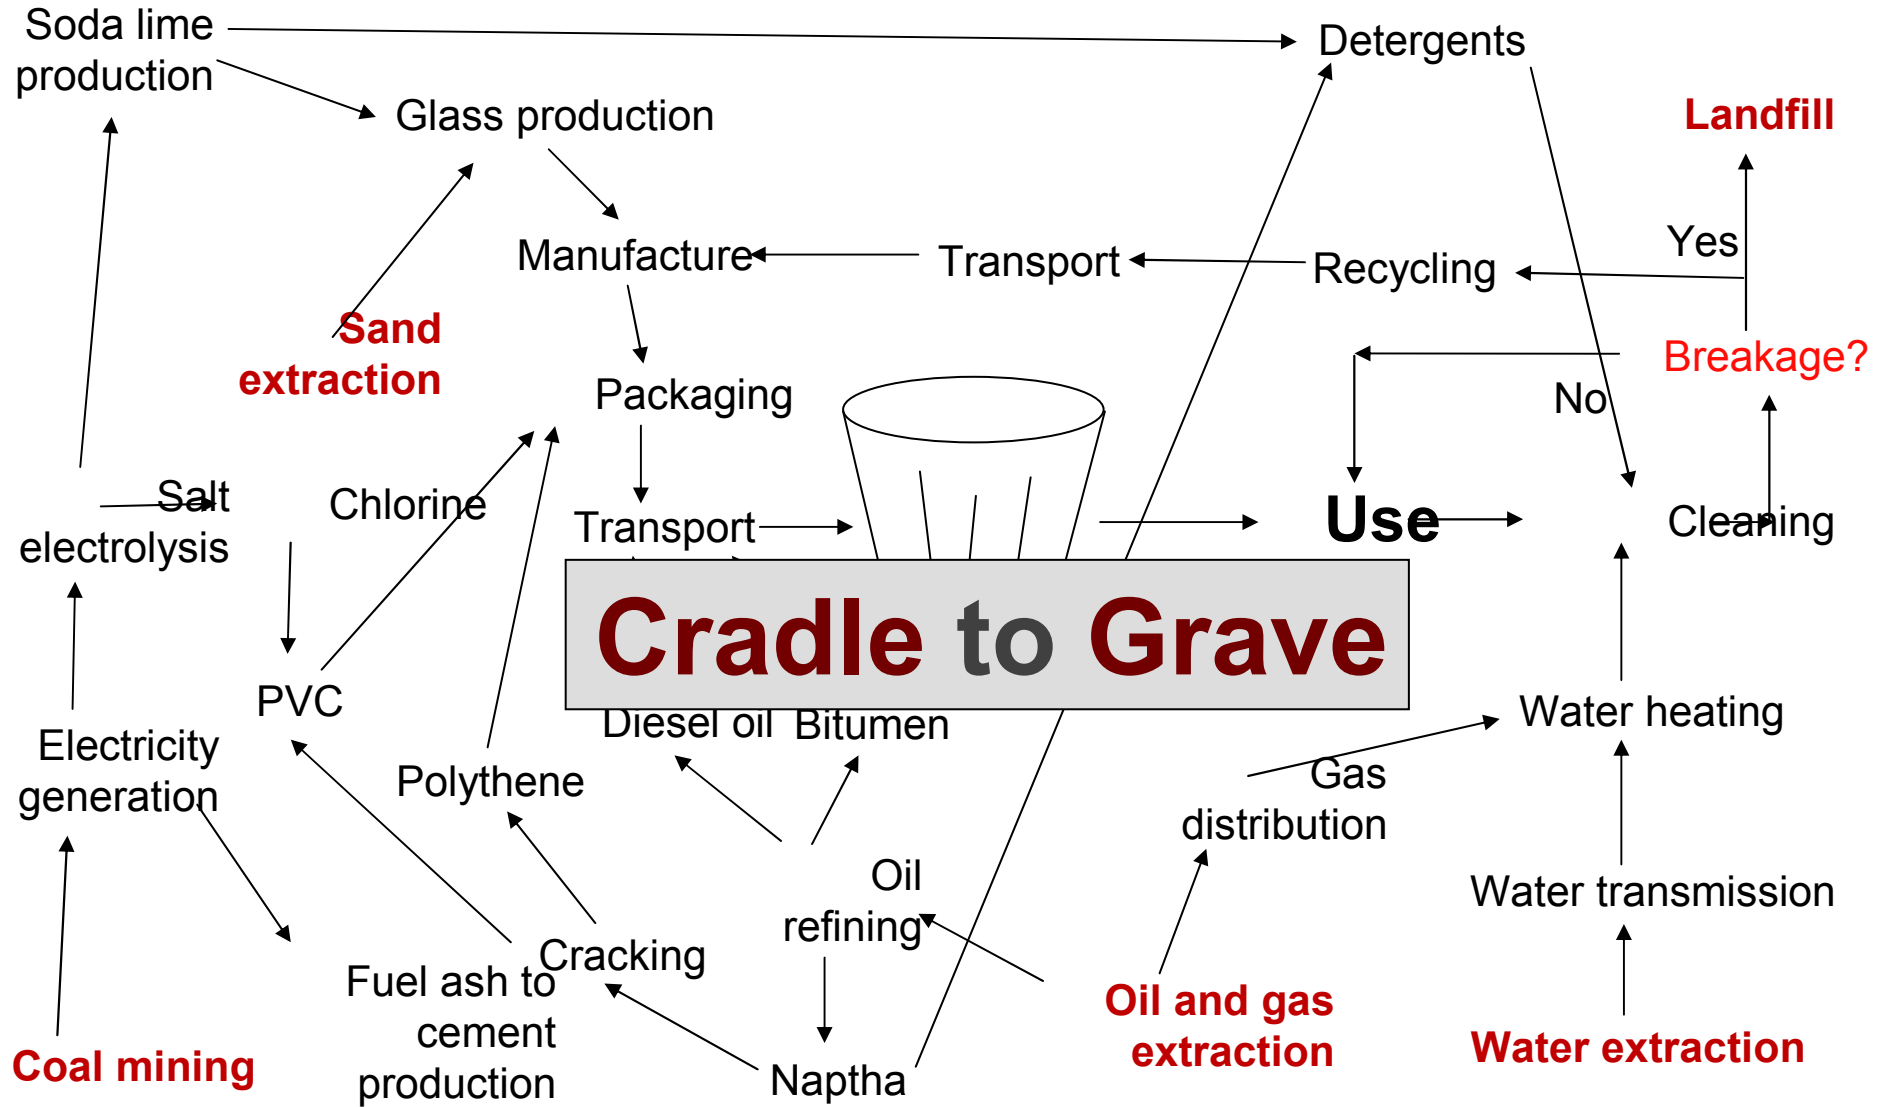 Soda lime
production
Detergents
Glass production
Landfill
Manufacture
Transport
Recycling
Yes
Sand
extraction
Breakage?
Packaging
No
Salt
electrolysis
Chlorine
Transport
Use
Cleaning
Cradle to Grave
PVC
Diesel oil
Bitumen
Water heating
Electricity
generation
Polythene
Gas
distribution
Oil
refining
Water transmission
Cracking
Fuel ash to
cement
production
Oil and gas
extraction
Water extraction
Coal mining
Naptha